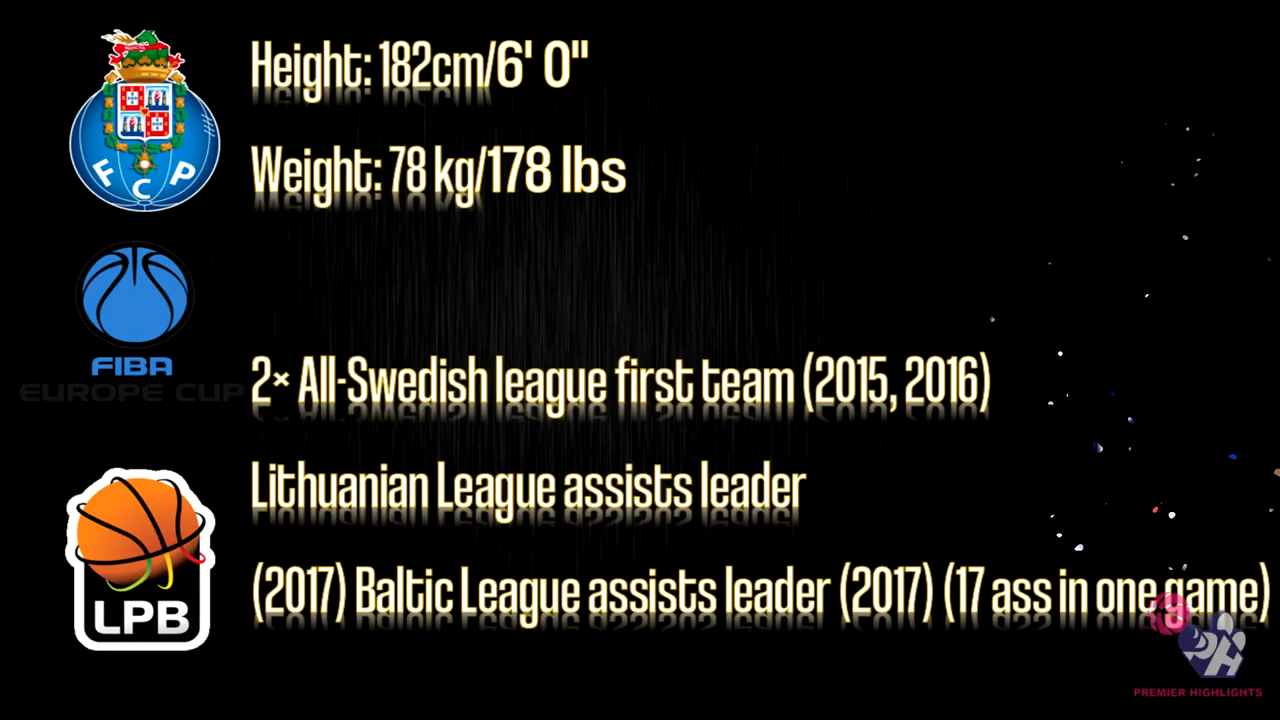 Height: 182cm/6' 0"
FCP
Weight: 78 kg/178 lbs
FIBA
EUROPE CUP
2× All-Swedish league first team (2015, 2016)
Lithuanian League assists leader
(2017) Baltic League assists leader (2017) (17 ass in one game)
LPB
PH
PREMIER HIGHLIGHTS